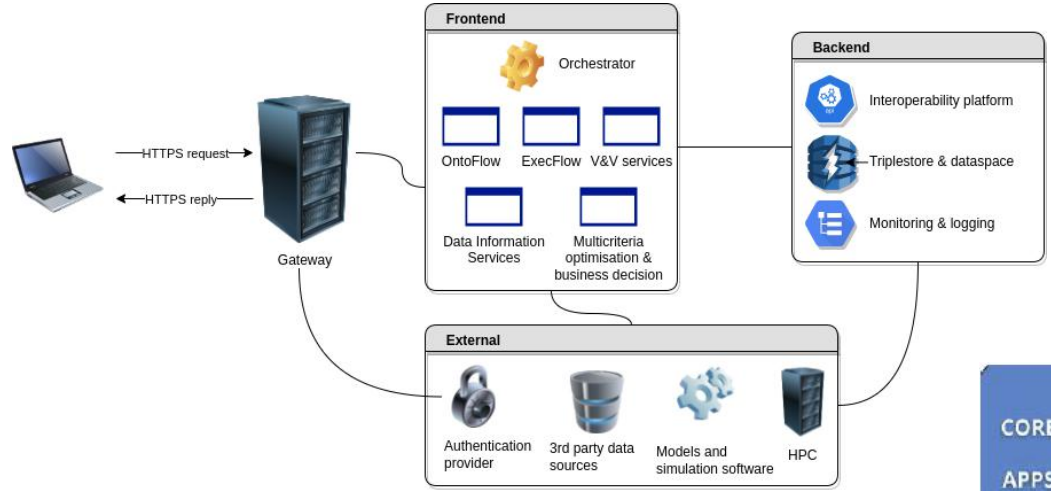 Frontend
Orchestrator
OntoFlow
ExecFlow
V&V services
Data Information
Services
Multicriteria
optimisation &
business decision
Backend
Interoperability platform
Triplestore & dataspace
Monitoring & logging
HTTPS request
HTTPS reply
Gateway
External
Authentication
provider
3rd party data
sources
Models and
simulation software
HPC
CORE
APPS